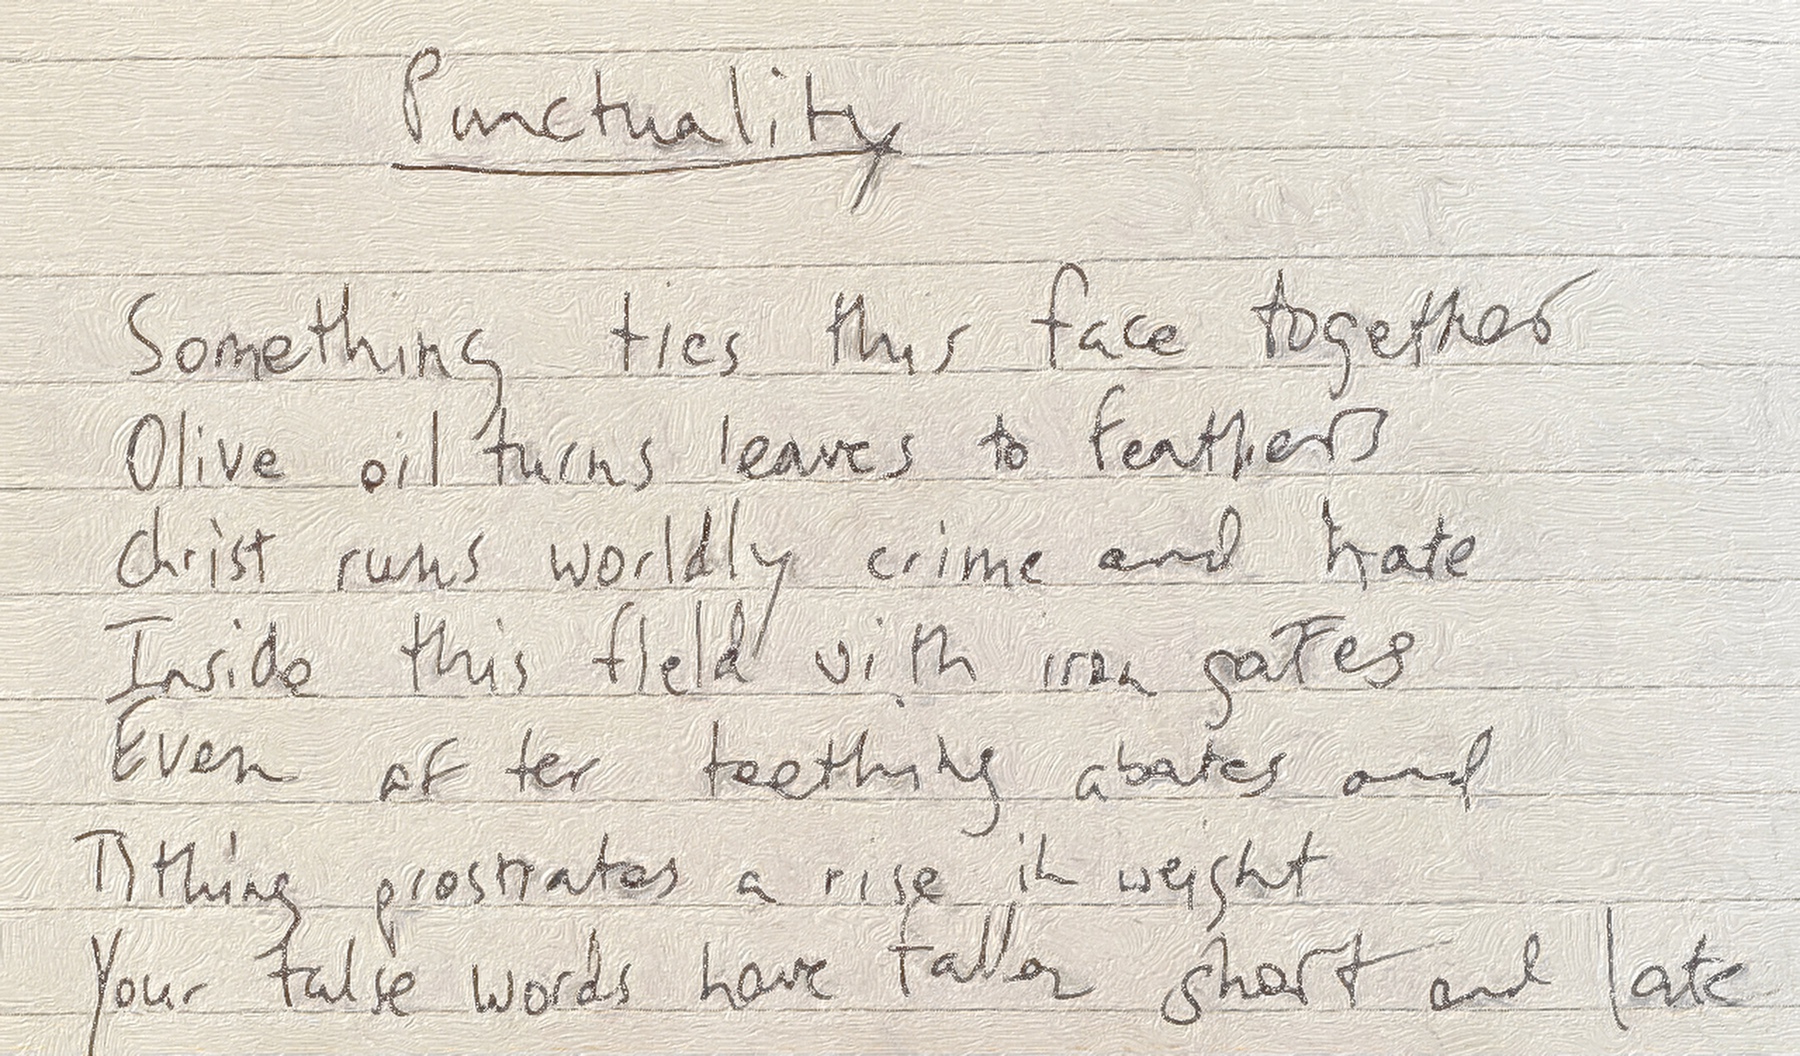 Punctuality
Something ties this face together
Olive oil turns leaves to feathers
Christ runs worldly crime and hate
Inside this field with iron gates
Even after teething abates and
Tithing prostrates a rise in weight
Your false words have fallen short and late